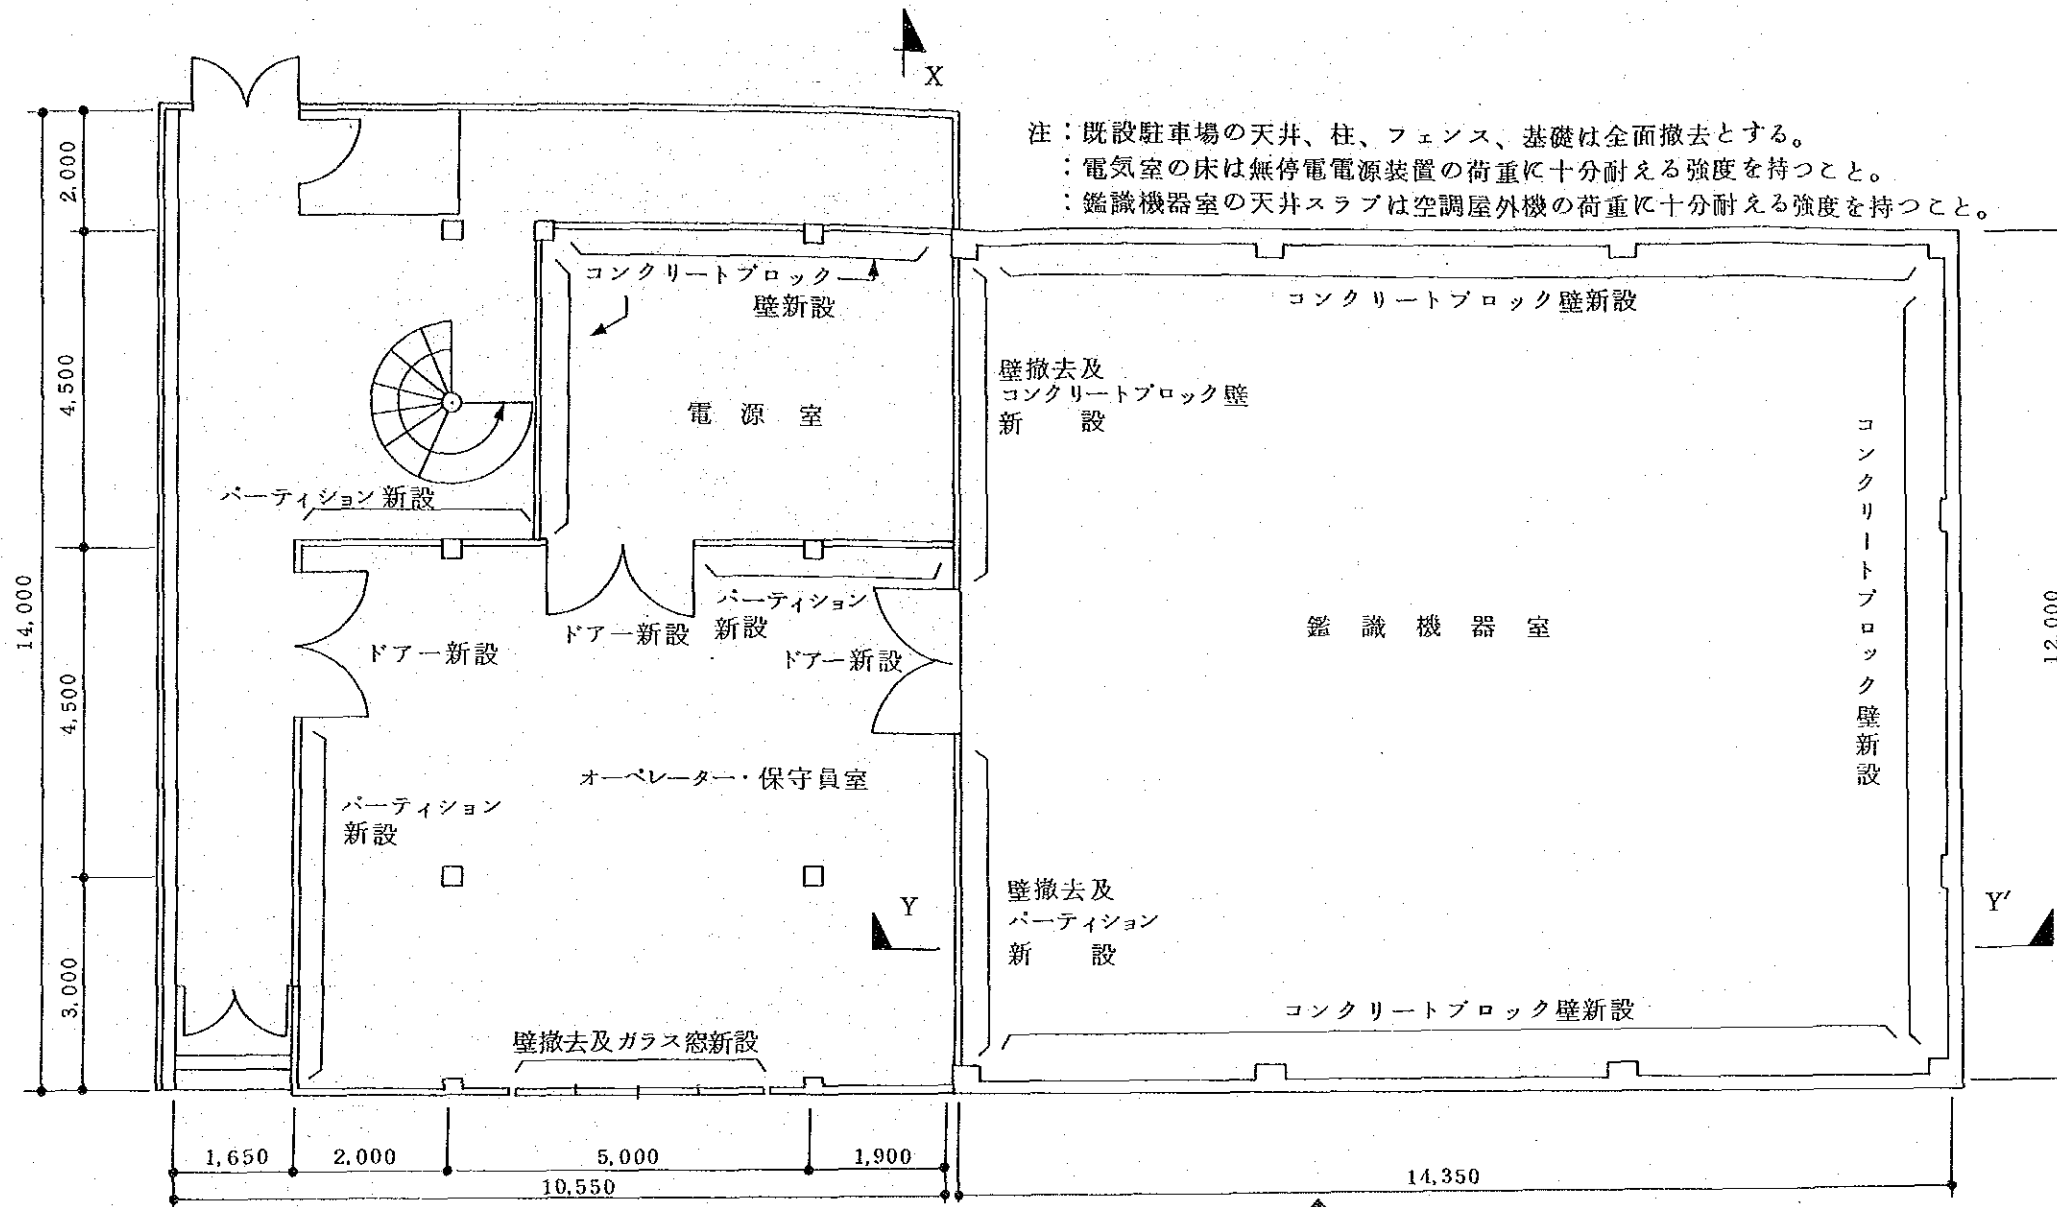 X
注：既設駐車場の天井、柱、フェンス、基礎は全面撤去とする。
：電気室の床は無停電電源装置の荷重に十分耐える強度を持つこと。
：鑑識機器室の天井スラブは空調屋外機の荷重に十分耐える強度を持つこと。
2,000
4,500
4,500
3,000
14,000
12,000
コンクリートブロック
壁新設
コンクリートブロック壁新設
壁撤去及
コンクリートブロック壁
新設
電源室
コンクリートブロック壁新設
パーティション新設
パーティション
新設
ドアー新設
ドアー新設
ドアー新設
鑑識機器室
オーペレーター・保守員室
パーティション
新設
Y
壁撤去及
パーティション
新設
Y′
コンクリートブロック壁新設
壁撤去及ガラス窓新設
1,650
2,000
5,000
1,900
10,550
14,350